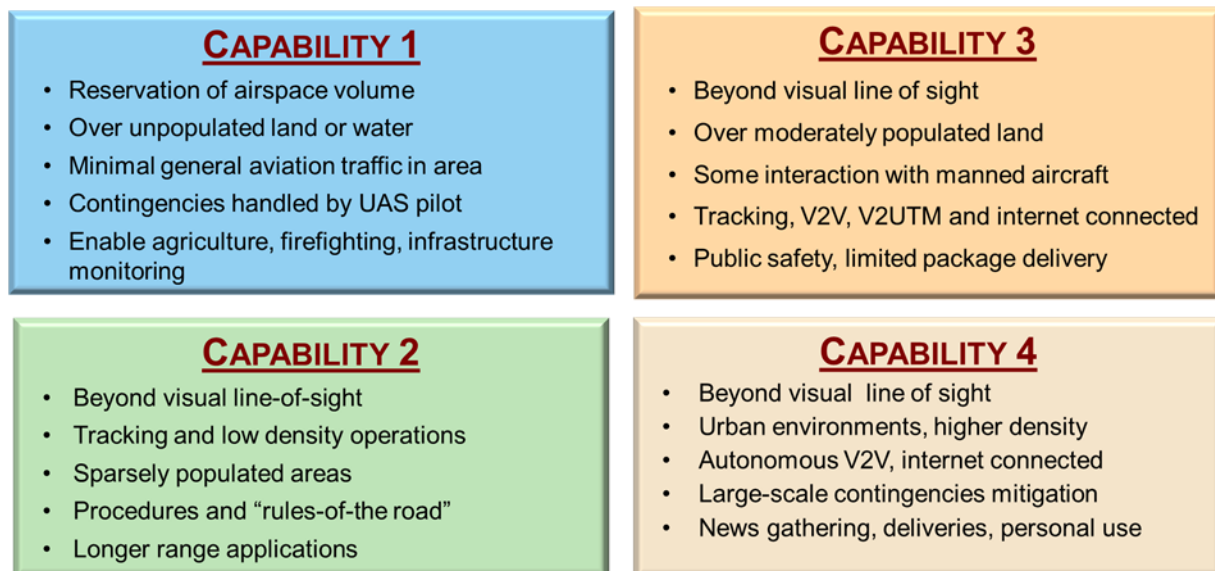 CAPABILITY 1
• Reservation of airspace volume
• Over unpopulated land or water
• Minimal general aviation traffic in area
• Contingencies handled by UAS pilot
• Enable agriculture, firefighting, infrastructure
monitoring
CAPABILITY 2
• Beyond visual line-of-sight
• Tracking and low density operations
• Sparsely populated areas
• Procedures and “rules-of-the road”
• Longer range applications
CAPABILITY 3
• Beyond visual line of sight
• Over moderately populated land
• Some interaction with manned aircraft
• Tracking, V2V, V2UTM and internet connected
• Public safety, limited package delivery
CAPABILITY 4
• Beyond visual line of sight
• Urban environments, higher density
• Autonomous V2V, internet connected
• Large-scale contingencies mitigation
• News gathering, deliveries, personal use